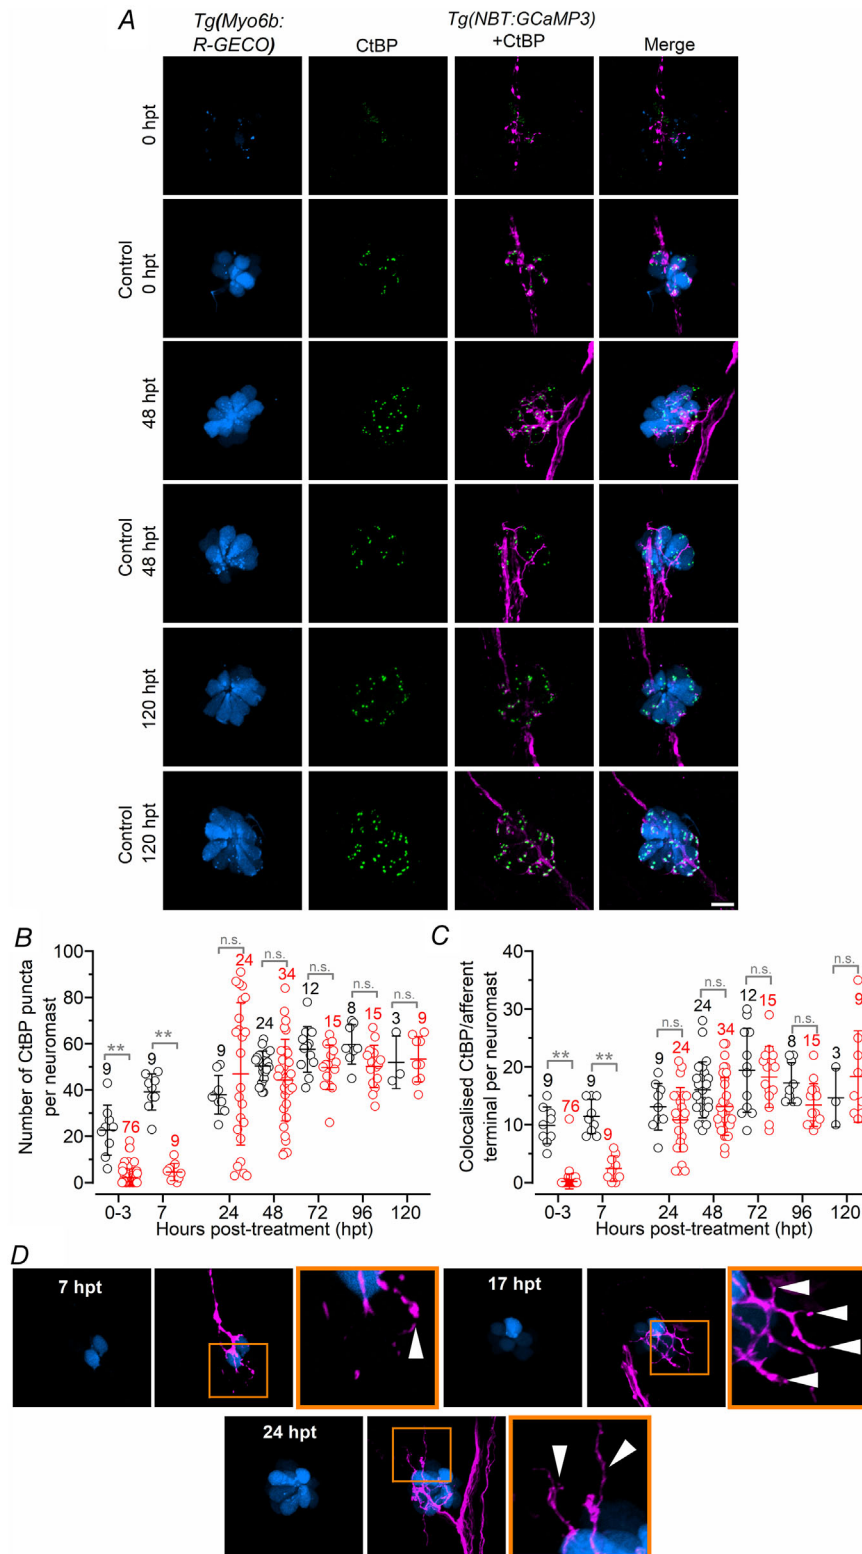 A
Tg(Myo6b:
R-GECO)
CtBP
Tg(NBT:GCaMP3)
+CtBP
Merge
0 hpt
Control
0 hpt
48 hpt
Control
48 hpt
120 hpt
Control
120 hpt
B
Number of CtBP puncta
per neuromast
100
80
60
40
20
0
9
**
76
9
**
9
9
n.s.
24
24
n.s.
34
12
n.s.
15
8
n.s.
15
3
n.s.
9
0-3
7
24
48
72
96
120
Hours post-treatment (hpt)
C
Colocalised CtBP/afferent
terminal per neuromast
40
30
20
10
0
9
**
76
9
**
9
9
n.s.
24
24
n.s.
34
12
n.s.
15
8
n.s.
15
3
n.s.
9
0-3
7
24
48
72
96
120
Hours post-treatment (hpt)
D
7 hpt
17 hpt
24 hpt